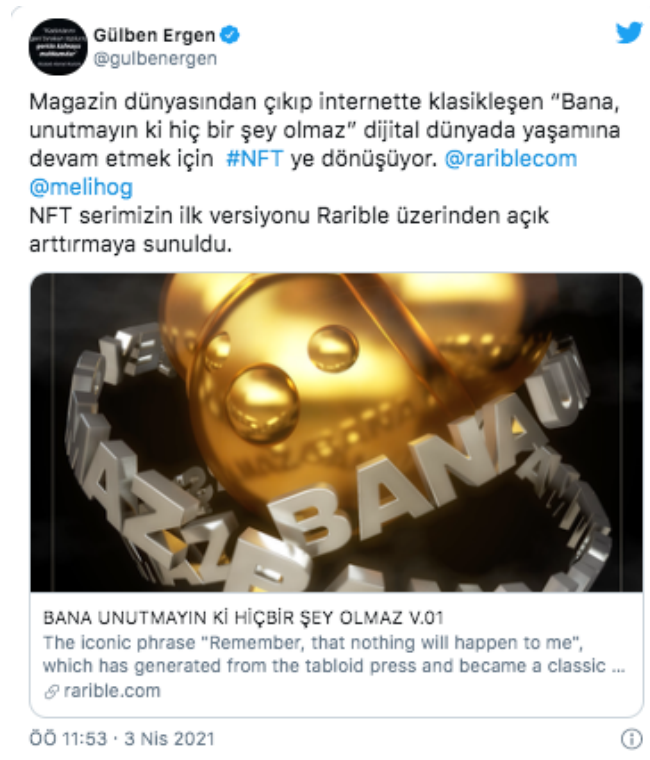 Gülben Ergen
@gulbenergen
Magazin dünyasından çıkıp internette klasikleşen “Bana,
unutmayın ki hiç bir şey olmaz” dijital dünyada yaşamına
devam etmek için #NFT ye dönüşüyor. @rariblecom
@melihog
NFT serimizin ilk versiyonu Rarible üzerinden açık
arttırmaya sunuldu.
BANA
BANA UNUTMAYIN Kİ HİÇBİR ŞEY OLMAZ V.01
The iconic phrase "Remember, that nothing will happen to me",
which has generated from the tabloid press and became a classic ...
rarible.com
ÖÖ 11:53 · 3 Nis 2021